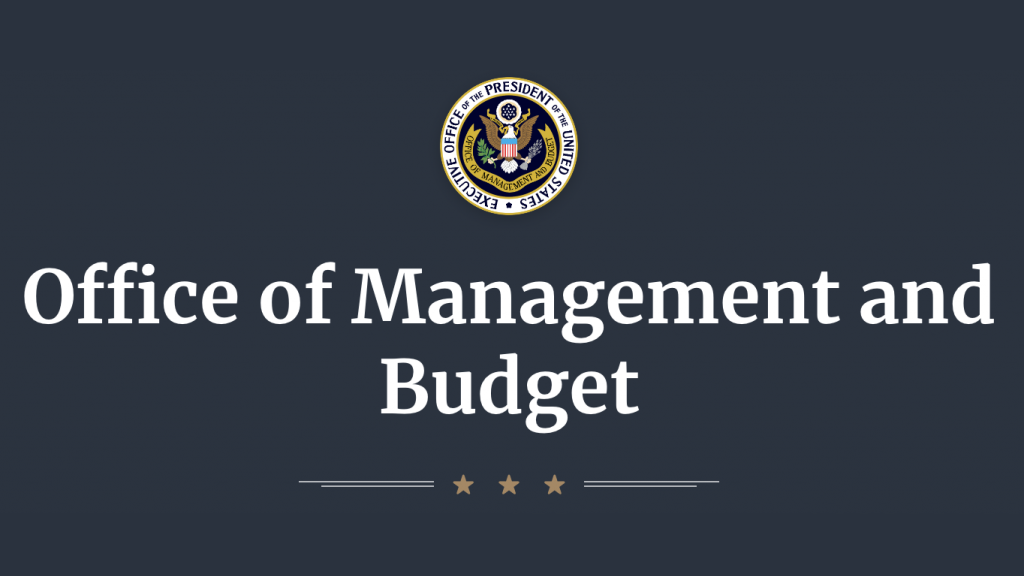 EXECUTIVE OFFICE OF THE PRESIDENT OF THE UNITED STATES
OFFICE OF MANAGEMENT AND BUDGET
Office of Management and
Budget